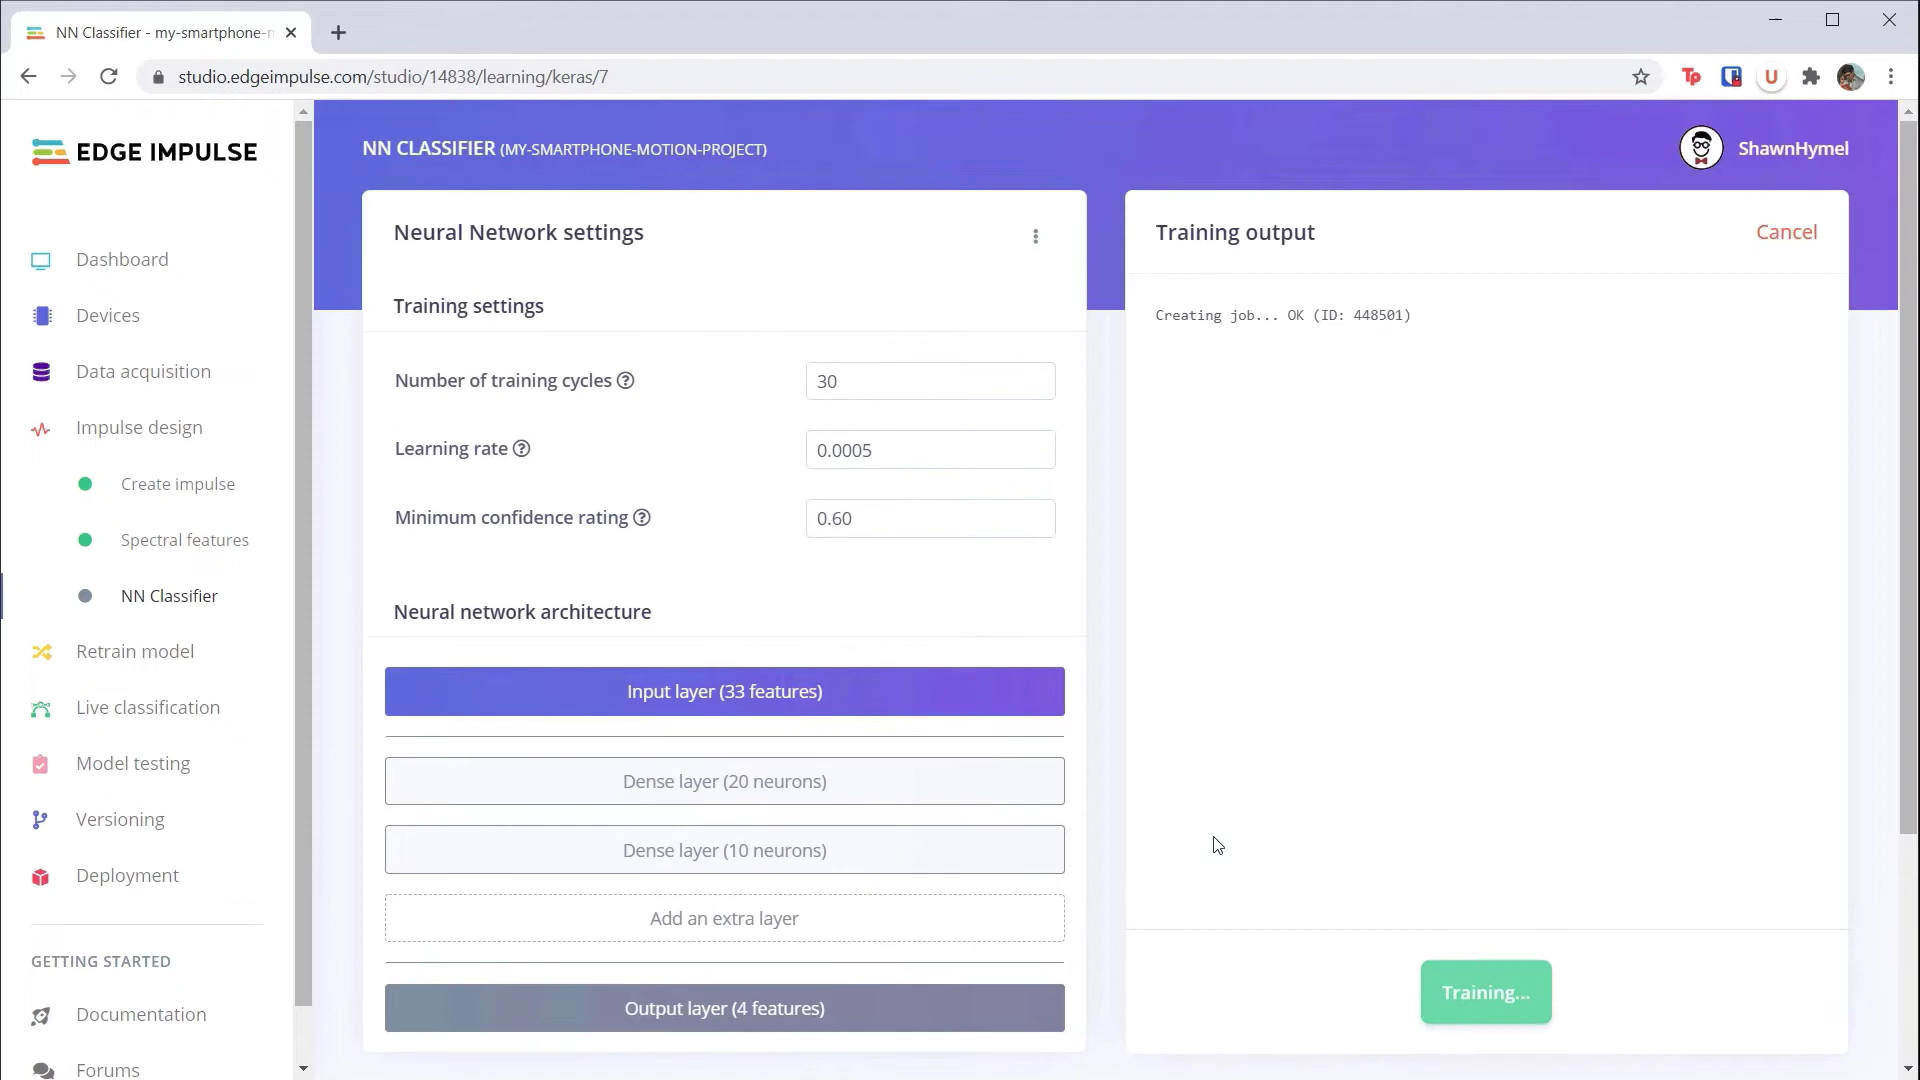 NN Classifier - my-smartphone-m
studio.edgeimpulse.com/studio/14838/learning/keras/7
Tp
U
EDGE IMPULSE
Dashboard
Devices
Data acquisition
Impulse design
Create impulse
Spectral features
NN Classifier
Retrain model
Live classification
Model testing
Versioning
Deployment
GETTING STARTED
Documentation
Forums
NN CLASSIFIER (MY-SMARTPHONE-MOTION-PROJECT)
ShawnHymel
Neural Network settings
Training settings
Number of training cycles ?
30
Learning rate ?
0.0005
Minimum confidence rating ?
0.60
Neural network architecture
Input layer (33 features)
Dense layer (20 neurons)
Dense layer (10 neurons)
Add an extra layer
Output layer (4 features)
Training output
Cancel
Creating job... OK (ID: 448501)
Training...